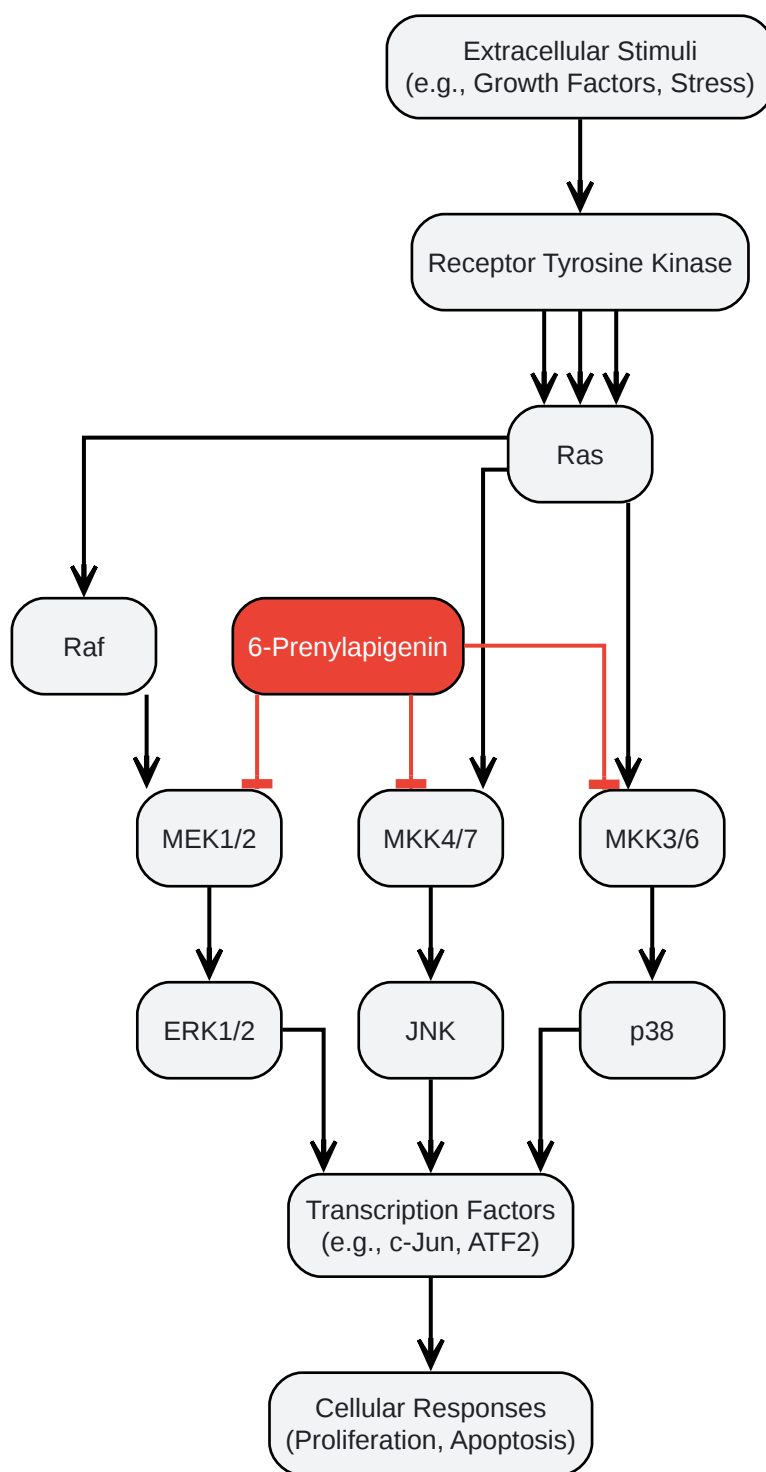 Extracellular Stimuli
(e.g., Growth Factors, Stress)
Receptor Tyrosine Kinase
Ras
Raf
6-Prenylapigenin
MEK1/2
MKK4/7
MKK3/6
ERK1/2
JNK
p38
Transcription Factors
(e.g., c-Jun, ATF2)
Cellular Responses
(Proliferation, Apoptosis)